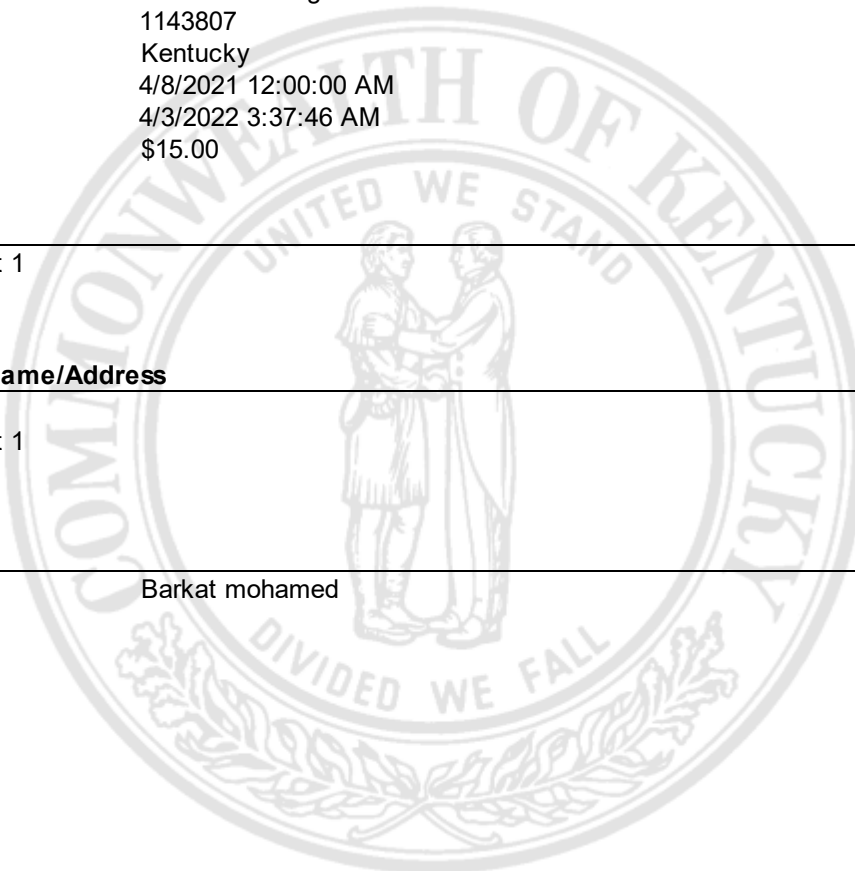 1143807
Kentucky
4/8/2021 12:00:00 AM
4/3/2022 3:37:46 AM
$15.00
COMMONWEALTH OF KENTUCKY
UNITED WE STAND
t 1
ame/Address
t 1
Barkat mohamed
DIVIDED WE FALL